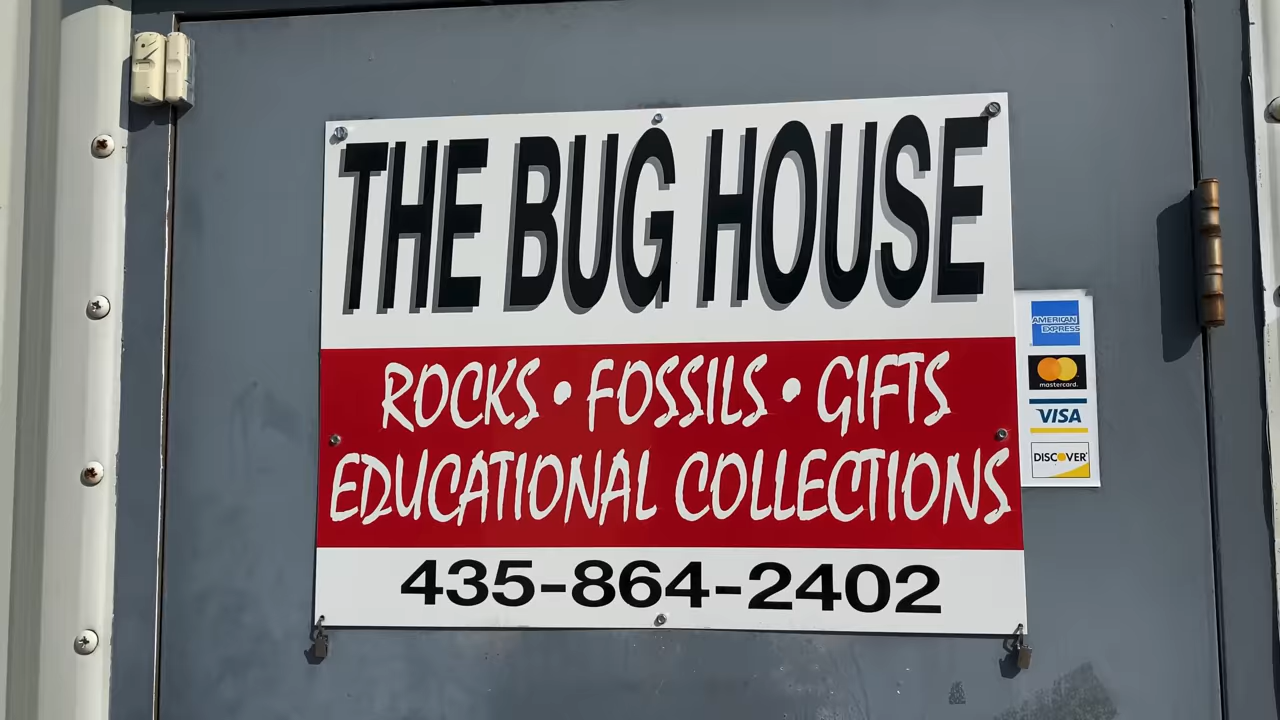 THE BUG HOUSE
ROCKS • FOSSILS • GIFTS
EDUCATIONAL COLLECTIONS
435-864-2402
AMERICAN
EXPRESS
mastercard.
VISA
DISCOVER